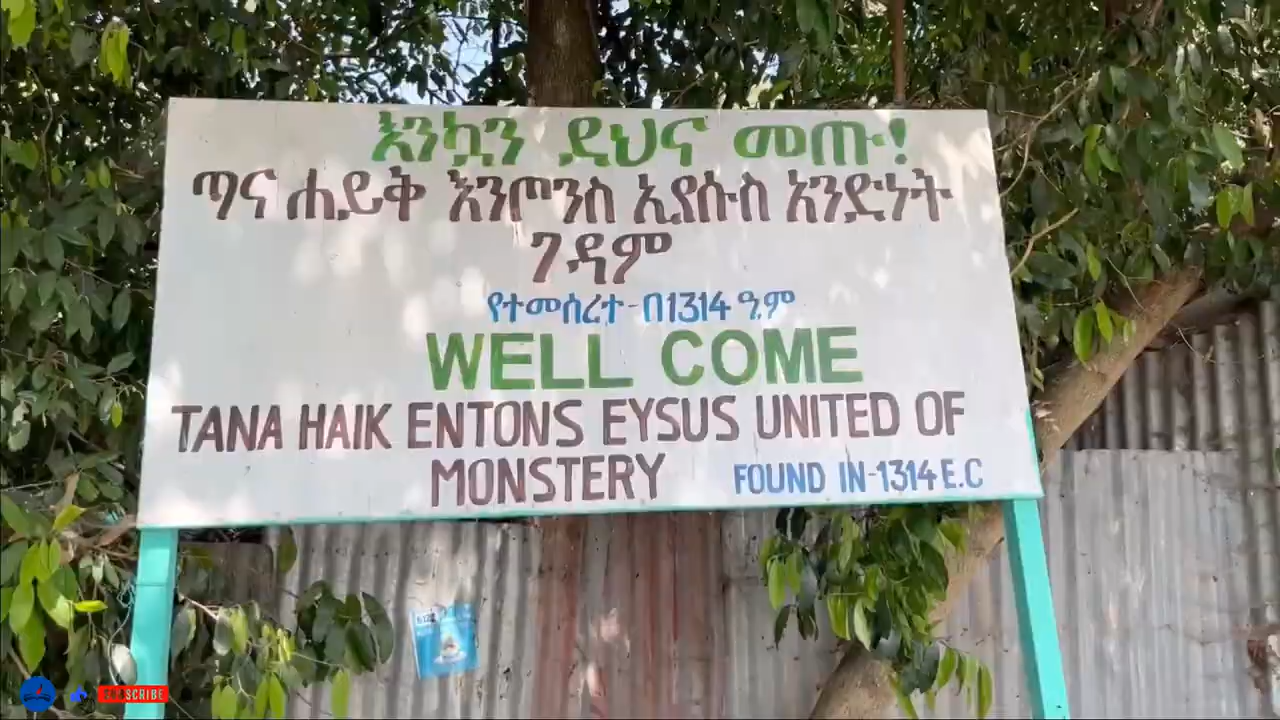 እንኳን ደህና መጡ!
ጣና ሐይቅ እንጦንስ ኢየሱስ አንድነት
ገዳም
የተመሰረተ-በ1314 ዓ.ም
WELL COME
TANA HAIK ENTONS EYSUS UNITED OF
MONSTERY FOUND IN-1314 E.C